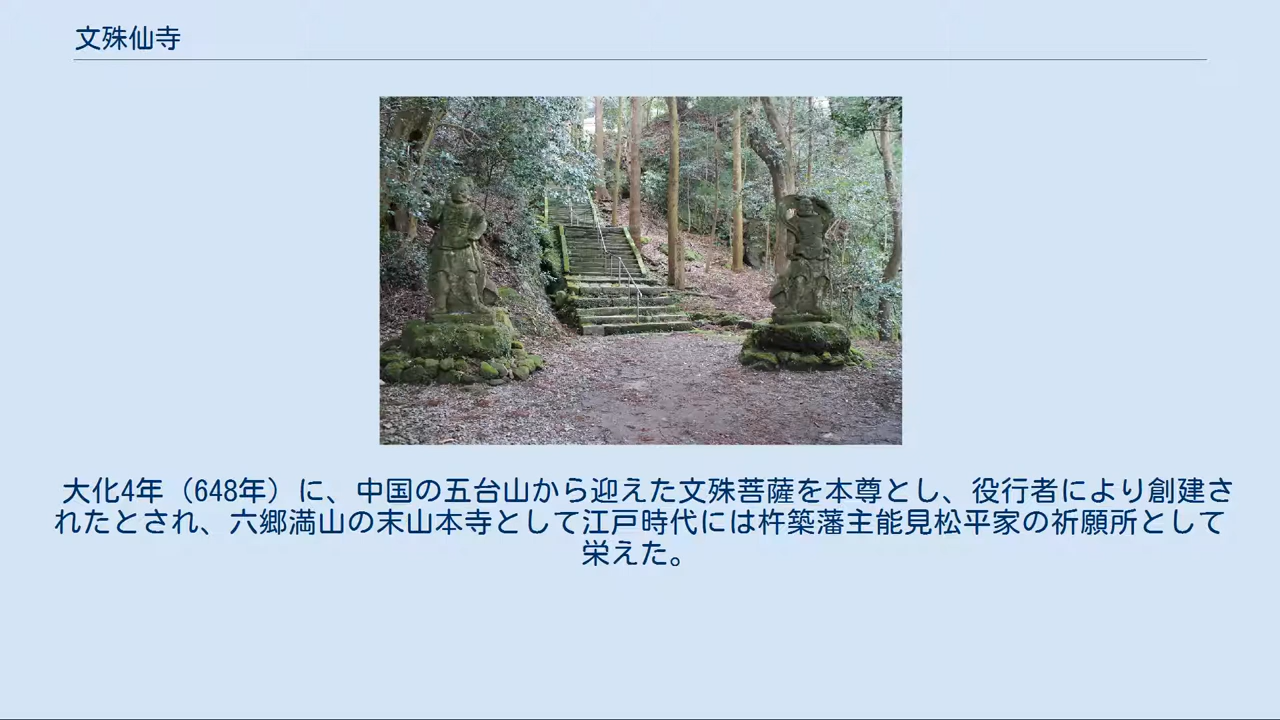 文殊仙寺
大化4年（648年）に、中国の五台山から迎えた文殊菩薩を本尊とし、役行者により創建さ
れたとされ、六郷満山の末山本寺として江戸時代には杵築藩主能見松平家の祈願所として
栄えた。